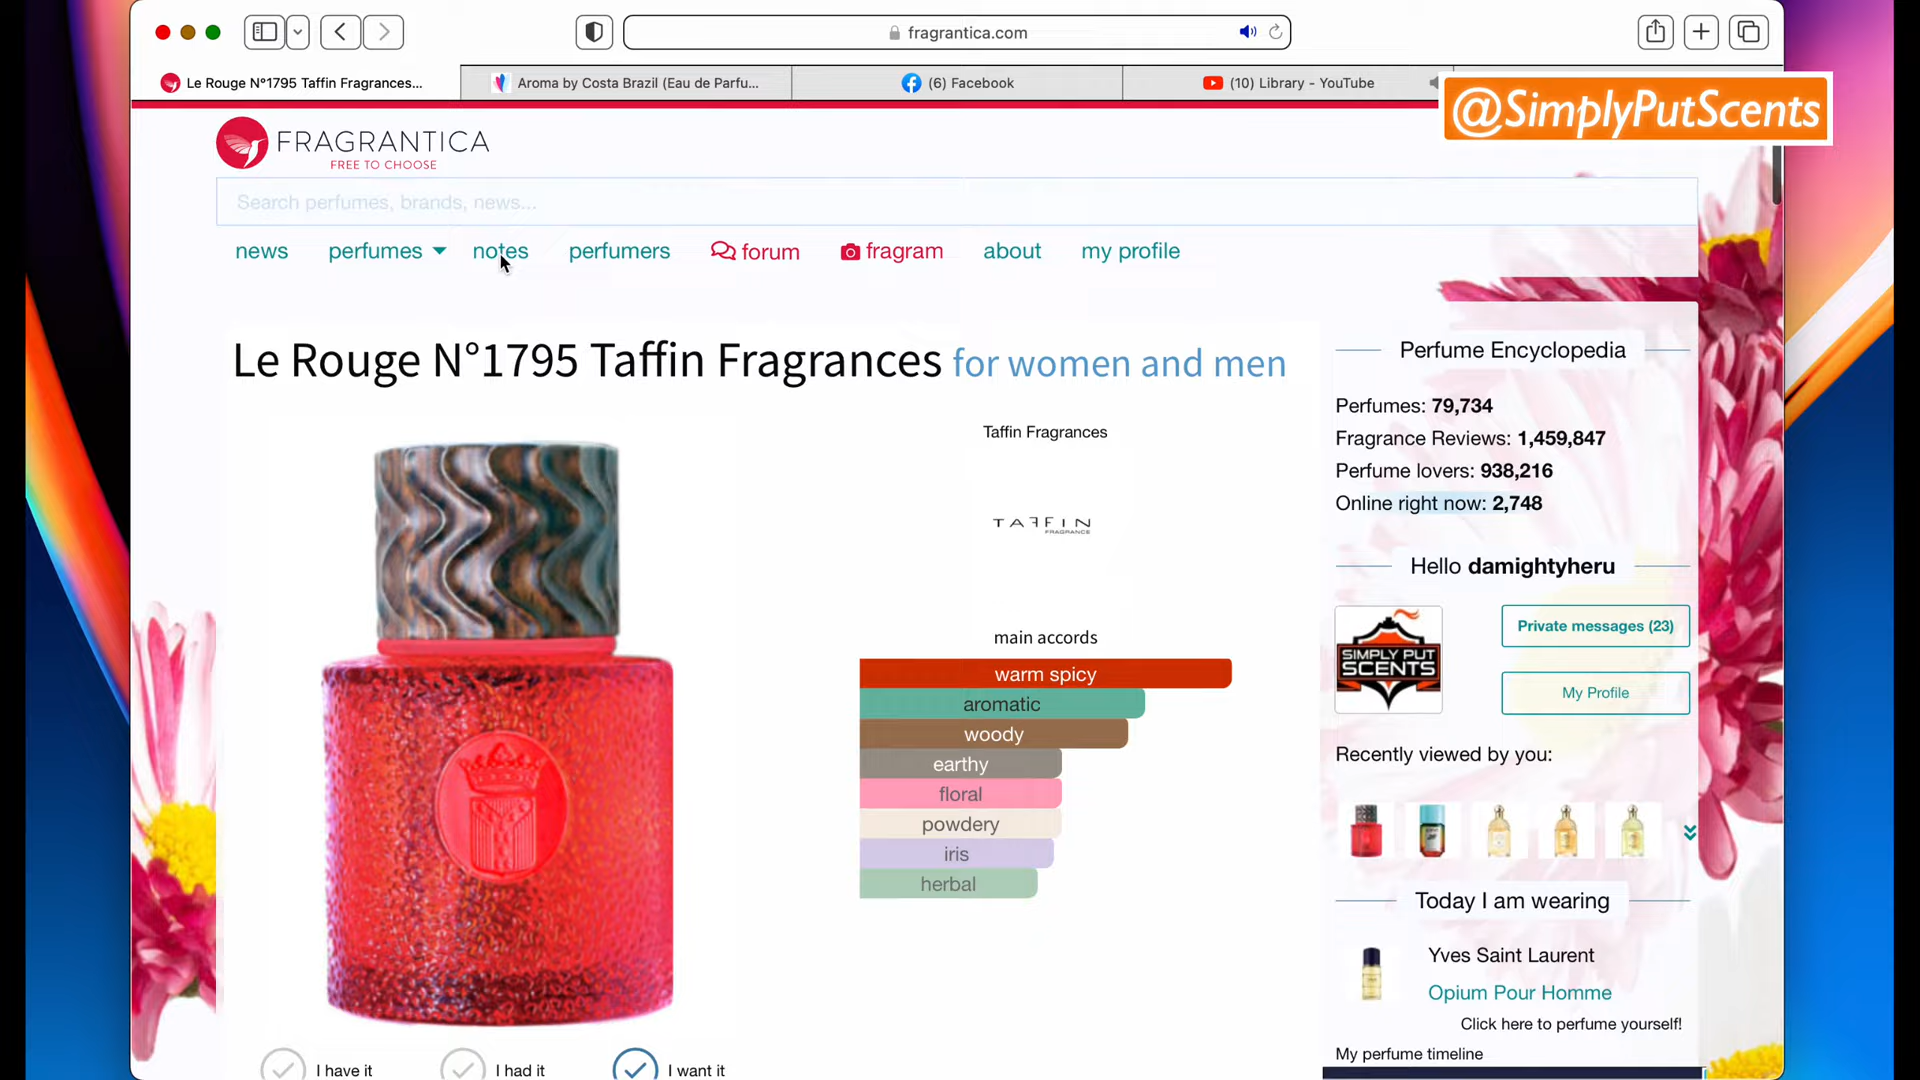 fragrantica.com
Le Rouge N°1795 Taffin Fragrances...
Aroma by Costa Brazil (Eau de Parfu...
(6) Facebook
(10) Library - YouTube
@SimplyPutScents
FRAGRANTICA
FREE TO CHOOSE
Search perfumes, brands, news...
news perfumes notes perfumers forum fragram about my profile
Le Rouge N°1795 Taffin Fragrances for women and men
Taffin Fragrances
TAFFIN
FRAGRANCE
main accords
warm spicy
aromatic
woody
earthy
floral
powdery
iris
herbal
I have it
I had it
I want it
Perfume Encyclopedia
Perfumes: 79,734
Fragrance Reviews: 1,459,847
Perfume lovers: 938,216
Online right now: 2,748
Hello damightyheru
SIMPLY PUT
SCENTS
Private messages (23)
My Profile
Recently viewed by you:
Today I am wearing
Yves Saint Laurent
Opium Pour Homme
Click here to perfume yourself!
My perfume timeline